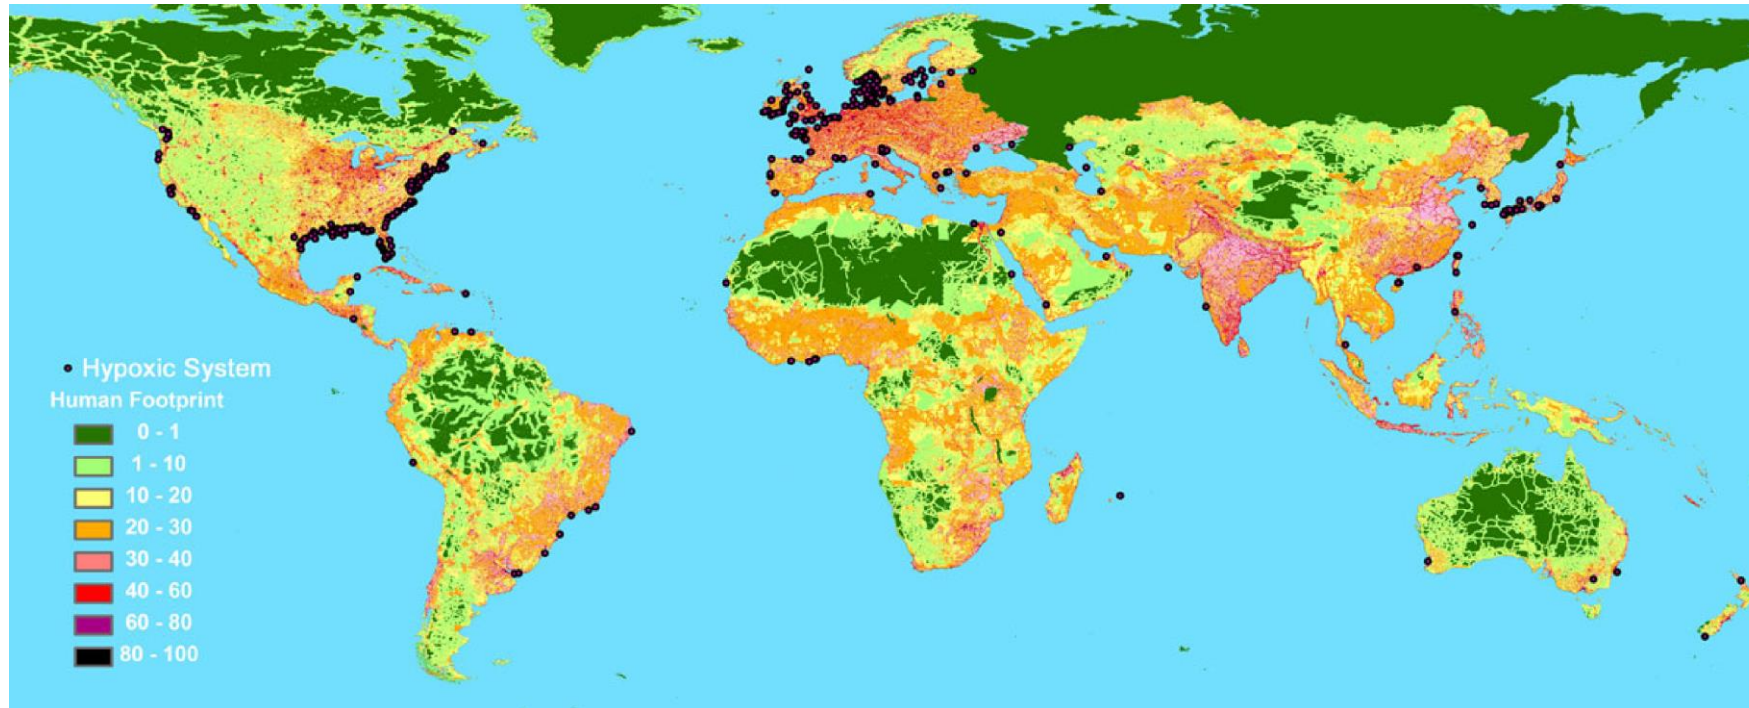 Hypoxic System
Human Footprint
0 - 1
1 - 10
10 - 20
20 - 30
30 - 40
40 - 60
60 - 80
80 - 100